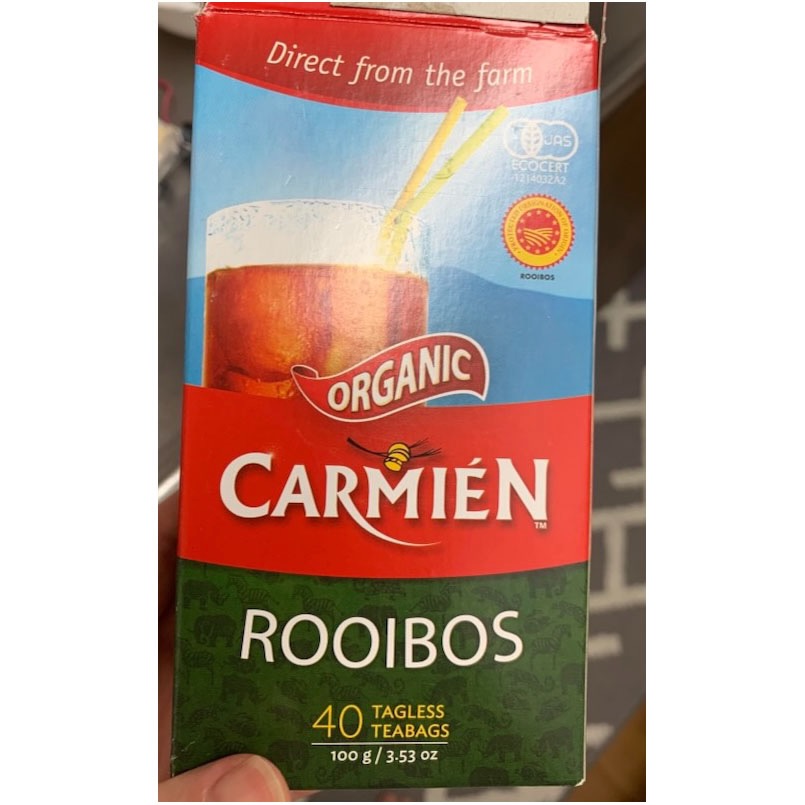 Direct from the farm
JAS
ECOCERT
ROOIBOS
ORGANIC
CARMIÉN
TM
ROOIBOS
40 TAGLESS
TEABAGS
100 g / 3.53 oz